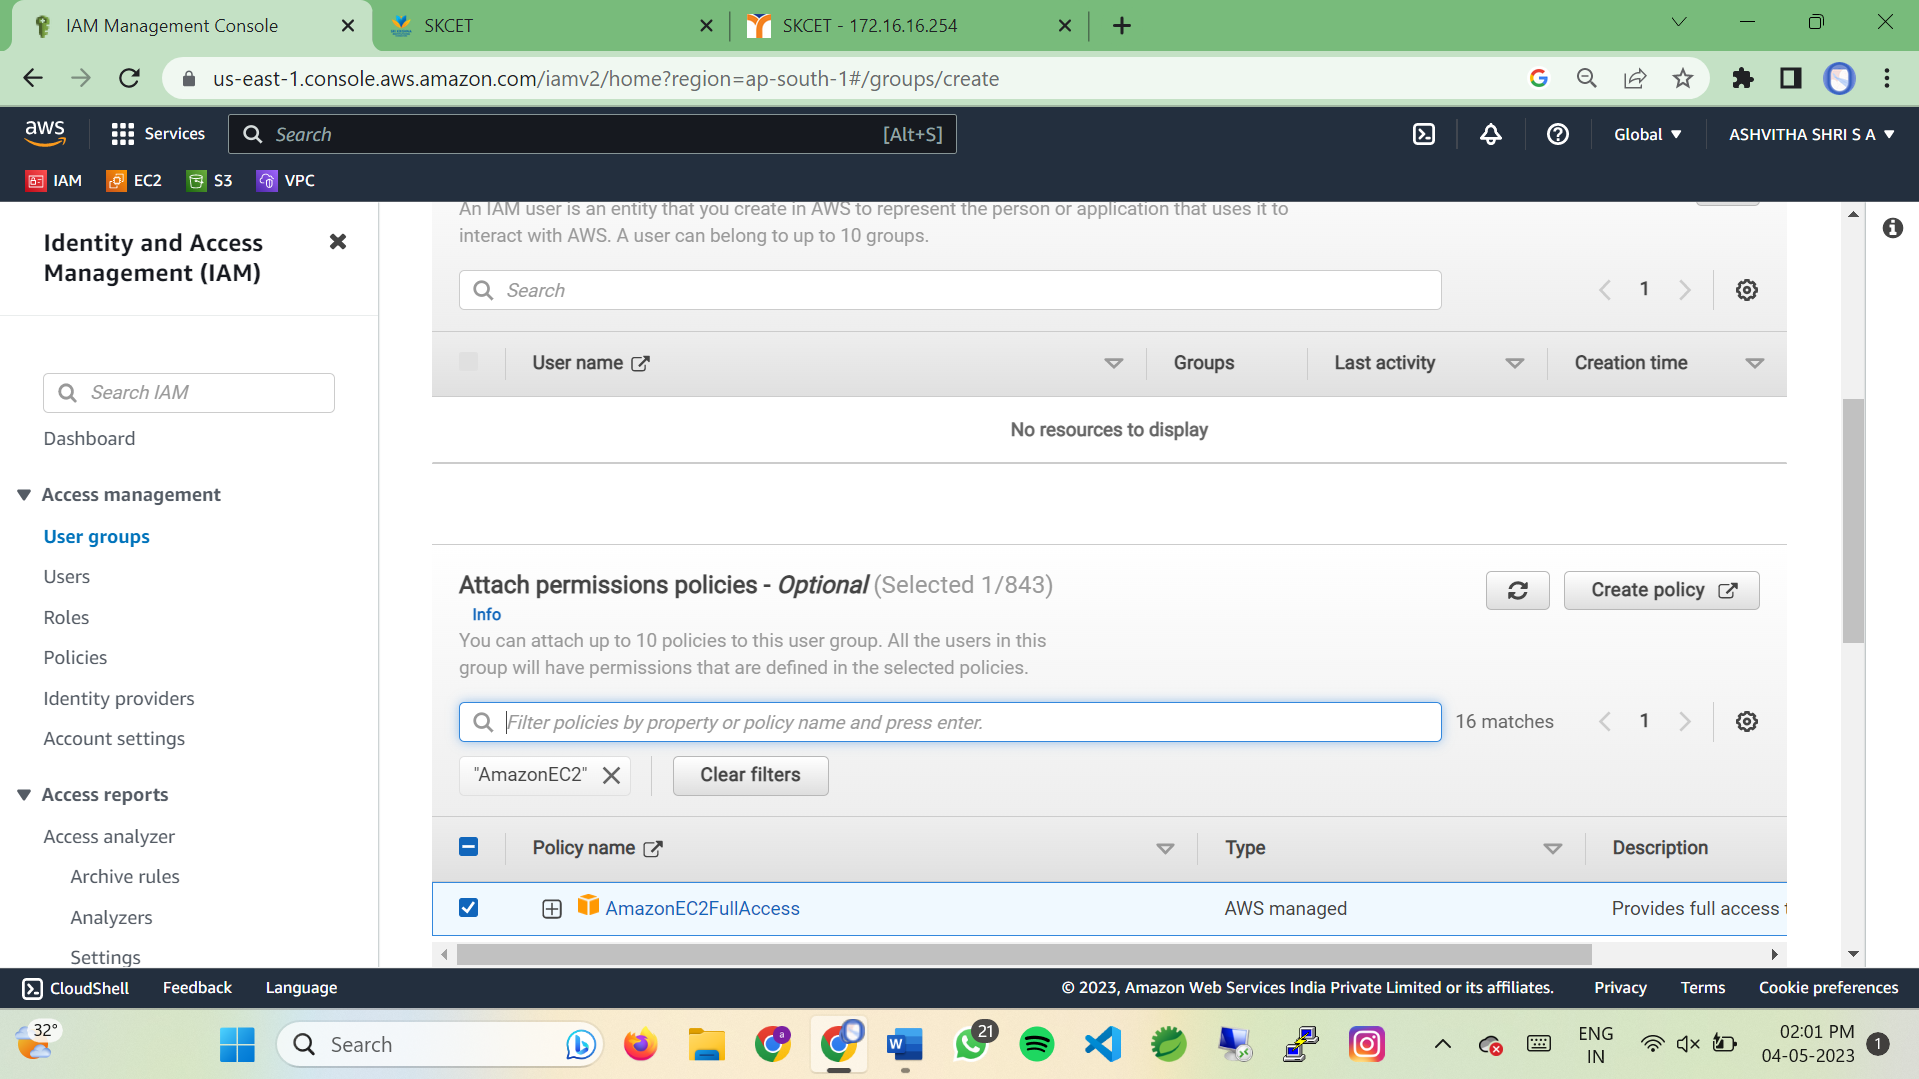 IAM Management Console
SKCET
SKCET - 172.16.16.254
us-east-1.console.aws.amazon.com/iamv2/home?region=ap-south-1#/groups/create
aws
Services
Search
[Alt+S]
Global
ASHVITHA SHRI S A
IAM
EC2
S3
VPC
Identity and Access
Management (IAM)
Search IAM
Dashboard
Access management
User groups
Users
Roles
Policies
Identity providers
Account settings
Access reports
Access analyzer
Archive rules
Analyzers
Settings
An IAM user is an entity that you create in AWS to represent the person or application that uses it to
interact with AWS. A user can belong to up to 10 groups.
Search
1
User name
Groups
Last activity
Creation time
No resources to display
Attach permissions policies - Optional (Selected 1/843)
Info
Create policy
You can attach up to 10 policies to this user group. All the users in this
group will have permissions that are defined in the selected policies.
Filter policies by property or policy name and press enter.
16 matches
1
"AmazonEC2"
Clear filters
Policy name
Type
Description
AmazonEC2FullAccess
AWS managed
Provides full access t
CloudShell
Feedback
Language
© 2023, Amazon Web Services India Private Limited or its affiliates.
Privacy
Terms
Cookie preferences
32°
Search
a
W
21
ENG
IN
02:01 PM
04-05-2023
1